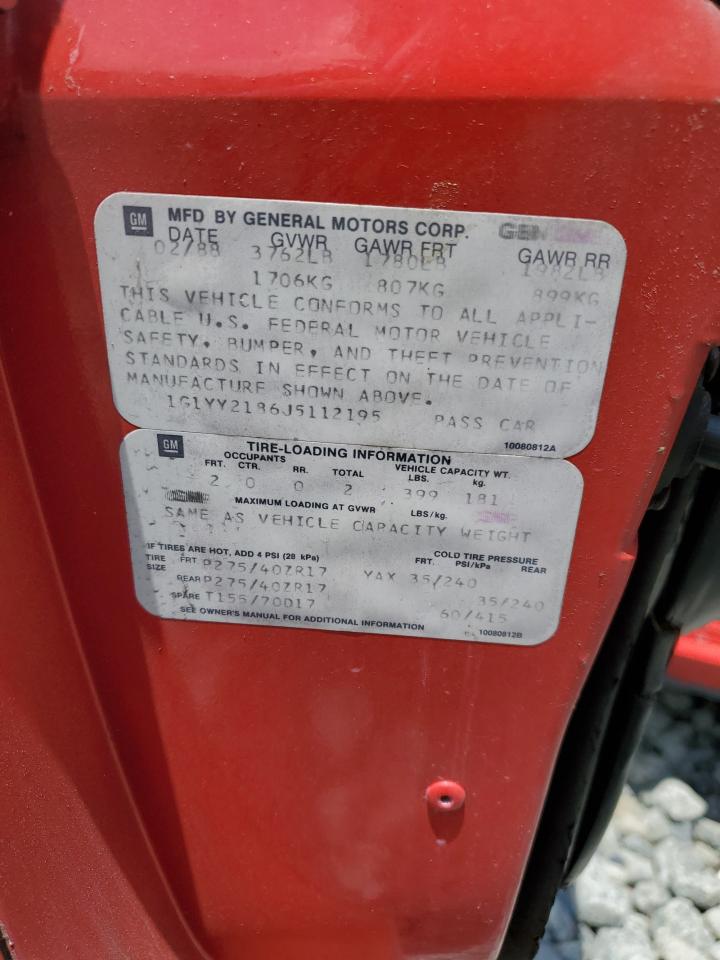 GM MFD BY GENERAL MOTORS CORP.
DATE GVWR GAWR FRT GAWR RR
02/88 3762LB 1780LB 1982LB
1706KG 807KG 899KG
THIS VEHICLE CONFORMS TO ALL APPLI-
CABLE U.S. FEDERAL MOTOR VEHICLE
SAFETY, BUMPER, AND THEFT PREVENTION
STANDARDS IN EFFECT ON THE DATE OF
MANUFACTURE SHOWN ABOVE.
1G1YY2186J5112195 PASS CAR
10080812A
GM TIRE-LOADING INFORMATION
OCCUPANTS VEHICLE CAPACITY WT.
FRT. CTR. RR. TOTAL LBS. kg.
2 0 0 2 399 181
MAXIMUM LOADING AT GVWR LBS/kg.
SAME AS VEHICLE CAPACITY WEIGHT
IF TIRES ARE HOT, ADD 4 PSI (28 kPa) COLD TIRE PRESSURE
FRT. PSI/kPa REAR
TIRE SIZE FRT P275/40ZR17 YAX 35/240
REAR P275/40ZR17 35/240
SPARE T155/70D17 60/415
SEE OWNER'S MANUAL FOR ADDITIONAL INFORMATION 10080812B